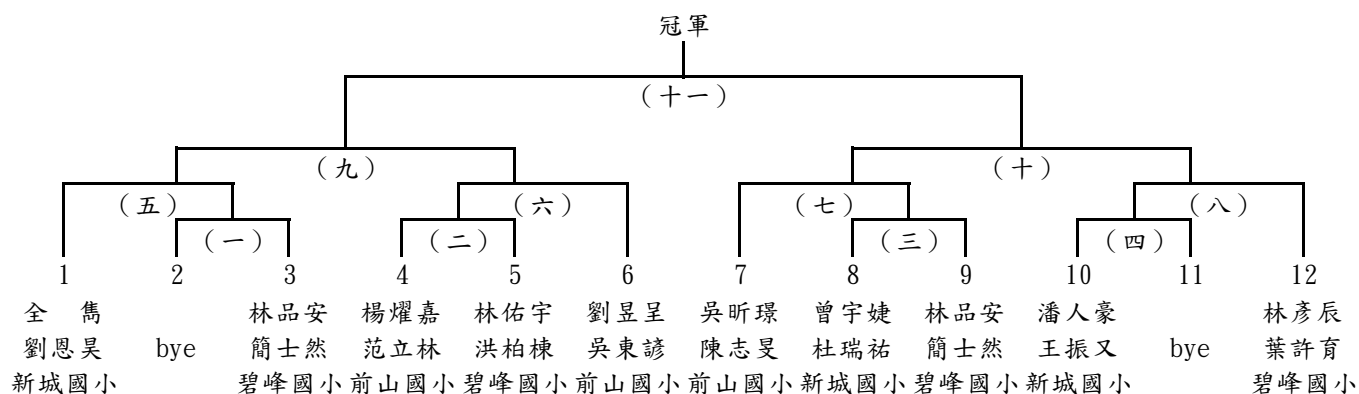 冠軍
（十一）
（九） （十）
（五） （六） （七） （八）
（一） （二） （三） （四）
1 2 3 4 5 6 7 8 9 10 11 12
全　雋 林品安 楊燿嘉 林佑宇 劉昱呈 吳昕璟 曾宇婕 林品安 潘人豪 林彥辰
劉恩昊 bye 簡士然 范立林 洪柏棟 吳東諺 陳志旻 杜瑞祐 簡士然 王振又 bye 葉許育
新城國小 碧峰國小 前山國小 碧峰國小 前山國小 前山國小 新城國小 碧峰國小 新城國小 碧峰國小